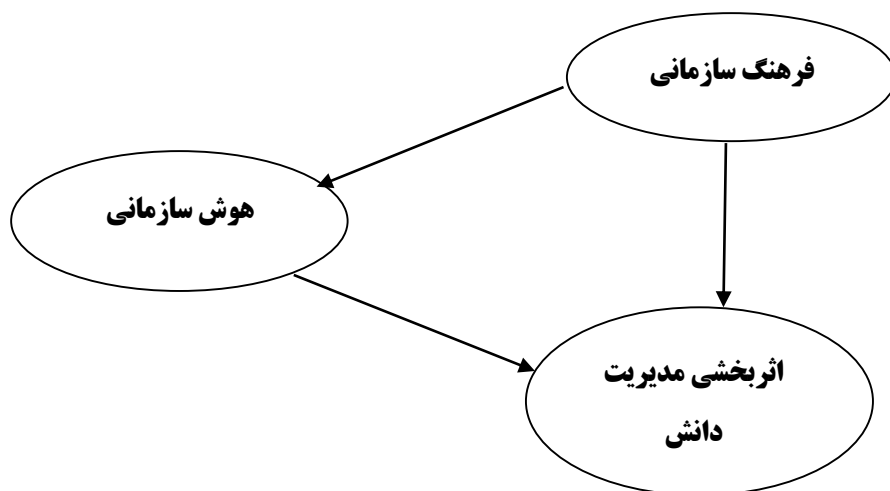 فرهنگ سازمانی
هوش سازمانی
اثربخشی مدیریت
دانش